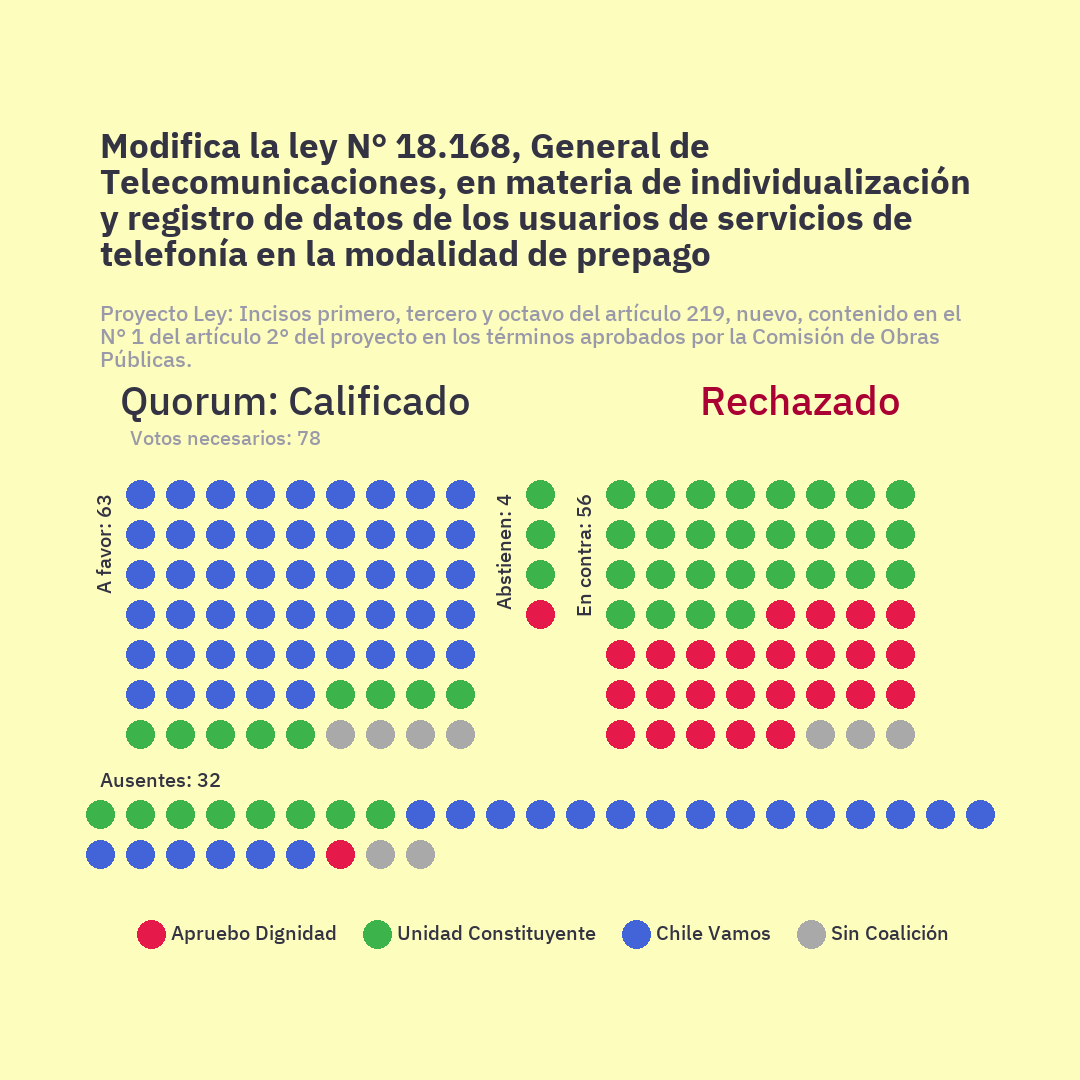 Modifica la ley N° 18.168, General de
Telecomunicaciones, en materia de individualización
y registro de datos de los usuarios de servicios de
telefonía en la modalidad de prepago
Proyecto Ley: Incisos primero, tercero y octavo del artículo 219, nuevo, contenido en el
N° 1 del artículo 2° del proyecto en los términos aprobados por la Comisión de Obras
Públicas.
Quorum: Calificado
Rechazado
Votos necesarios: 78
A favor: 63
Abstienen: 4
En contra: 56
Ausentes: 32
Apruebo Dignidad
Unidad Constituyente
Chile Vamos
Sin Coalición